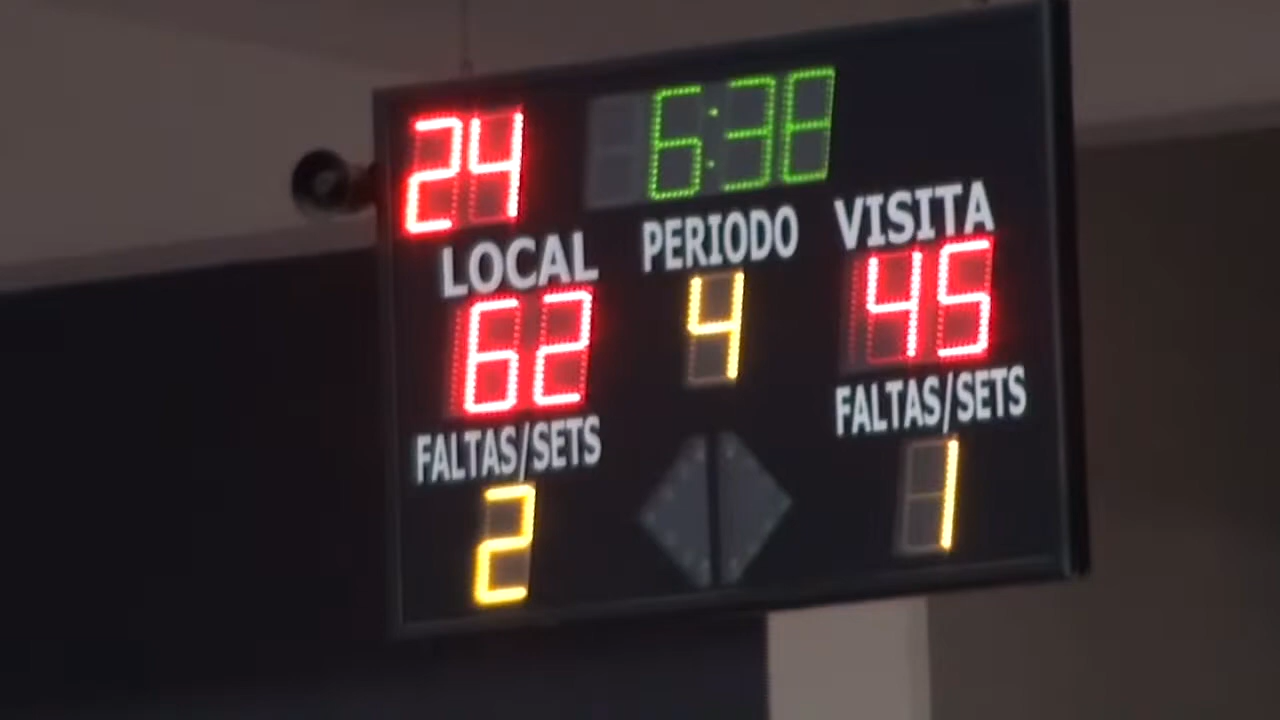 24 6:38
LOCAL PERIODO VISITA
62 4 45
FALTAS/SETS FALTAS/SETS
2 1